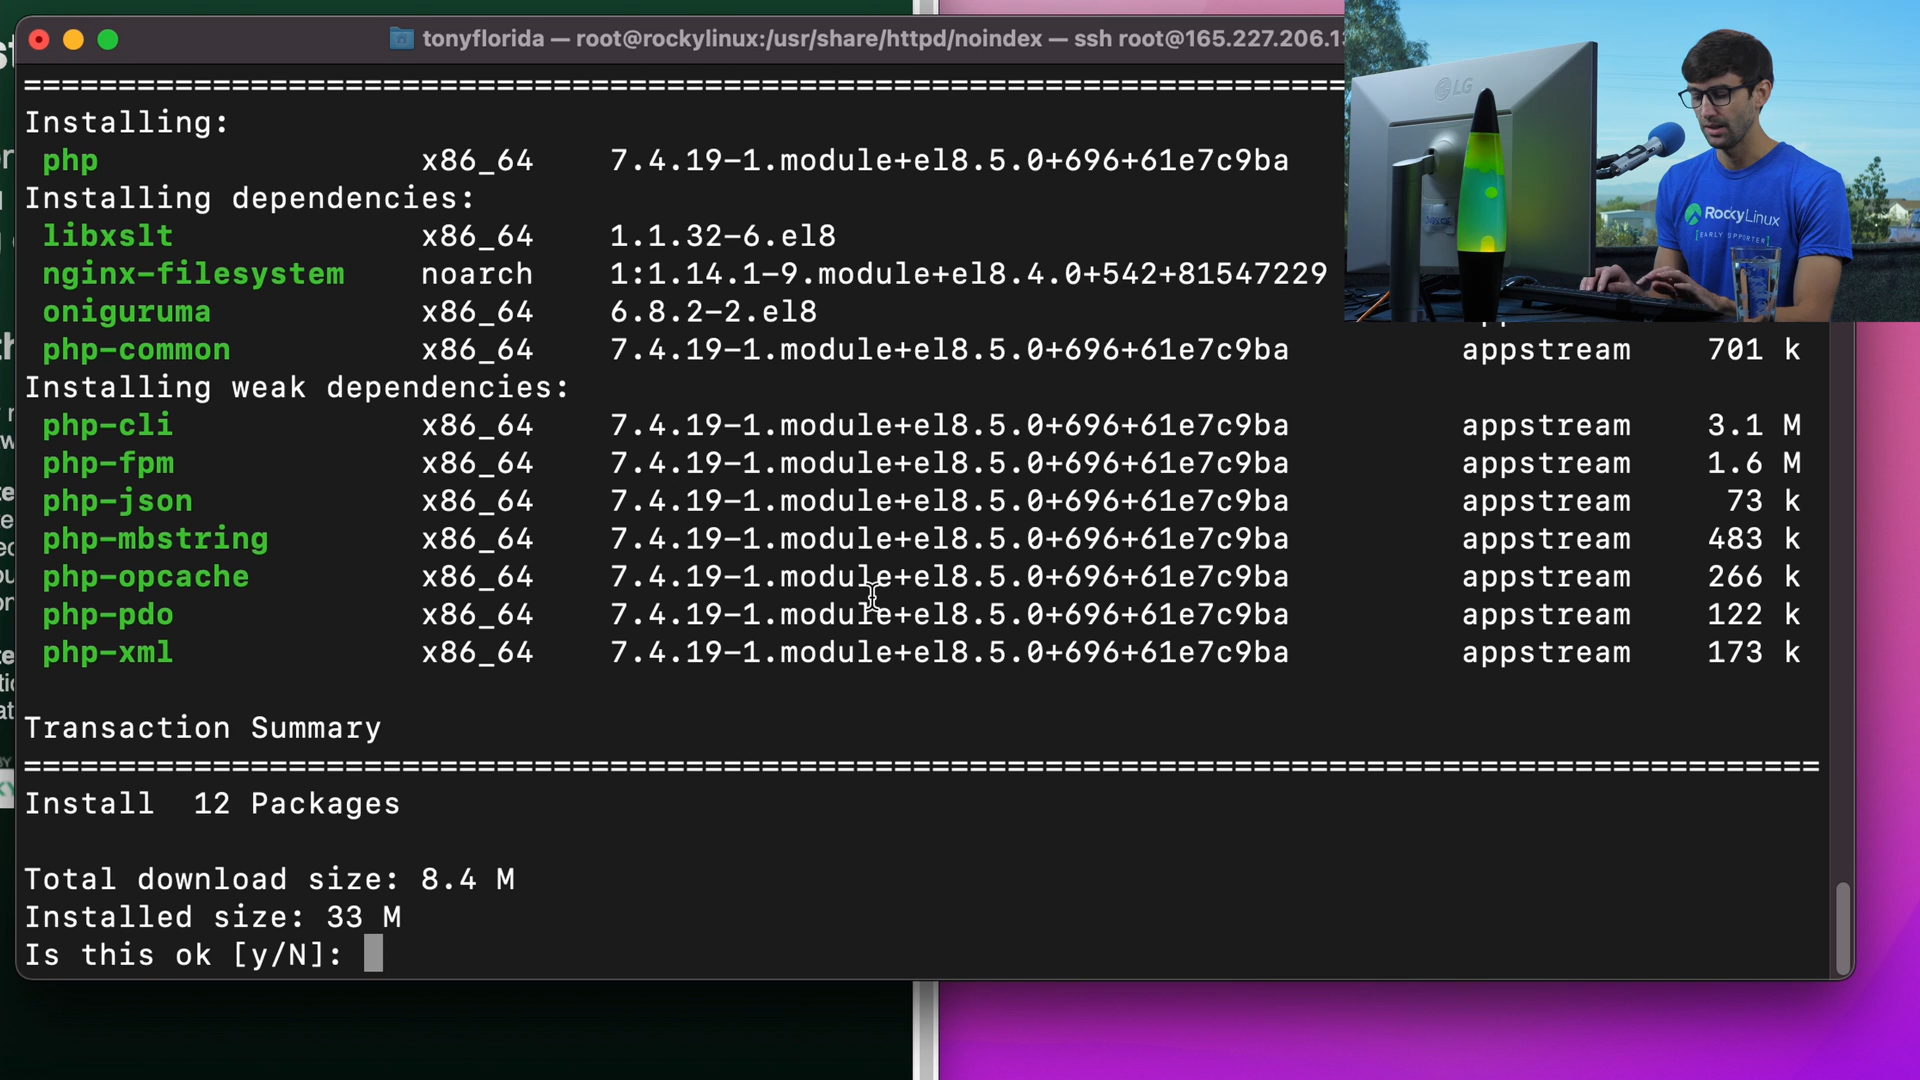 tonyflorida — root@rockylinux:/usr/share/httpd/noindex — ssh root@165.227.206.1
================================================================
Installing:
php x86_64 7.4.19-1.module+el8.5.0+696+61e7c9ba
Installing dependencies:
libxslt x86_64 1.1.32-6.el8
nginx-filesystem noarch 1:1.14.1-9.module+el8.4.0+542+81547229
oniguruma x86_64 6.8.2-2.el8
php-common x86_64 7.4.19-1.module+el8.5.0+696+61e7c9ba appstream 701 k
Installing weak dependencies:
php-cli x86_64 7.4.19-1.module+el8.5.0+696+61e7c9ba appstream 3.1 M
php-fpm x86_64 7.4.19-1.module+el8.5.0+696+61e7c9ba appstream 1.6 M
php-json x86_64 7.4.19-1.module+el8.5.0+696+61e7c9ba appstream 73 k
php-mbstring x86_64 7.4.19-1.module+el8.5.0+696+61e7c9ba appstream 483 k
php-opcache x86_64 7.4.19-1.module+el8.5.0+696+61e7c9ba appstream 266 k
php-pdo x86_64 7.4.19-1.module+el8.5.0+696+61e7c9ba appstream 122 k
php-xml x86_64 7.4.19-1.module+el8.5.0+696+61e7c9ba appstream 173 k
Transaction Summary
================================================================
Install 12 Packages
Total download size: 8.4 M
Installed size: 33 M
Is this ok [y/N]:
LG
RockyLinux